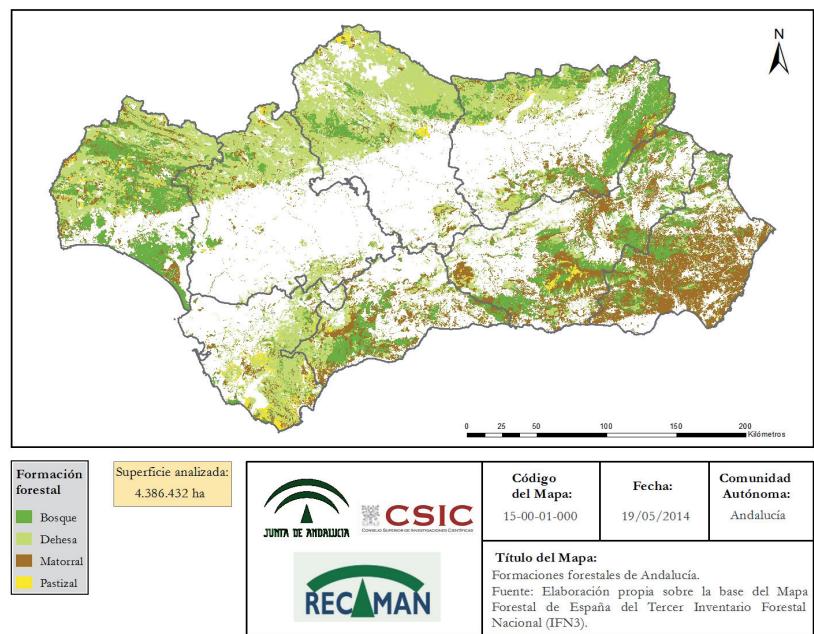 N
0 25 50 100 150 200
Kilómetros
Formación
forestal
Bosque
Dehesa
Matorral
Pastizal
Superficie analizada:
4.386.432 ha
JUNTA DE ANDALUCIA
CSIC
CONSEJO SUPERIOR DE INVESTIGACIONES CIENTÍFICAS
RECAMAN
Código
del Mapa:
15-00-01-000
Fecha:
19/05/2014
Comunidad
Autónoma:
Andalucía
Título del Mapa:
Formaciones forestales de Andalucía.
Fuente: Elaboración propia sobre la base del Mapa
Forestal de España del Tercer Inventario Forestal
Nacional (IFN3).